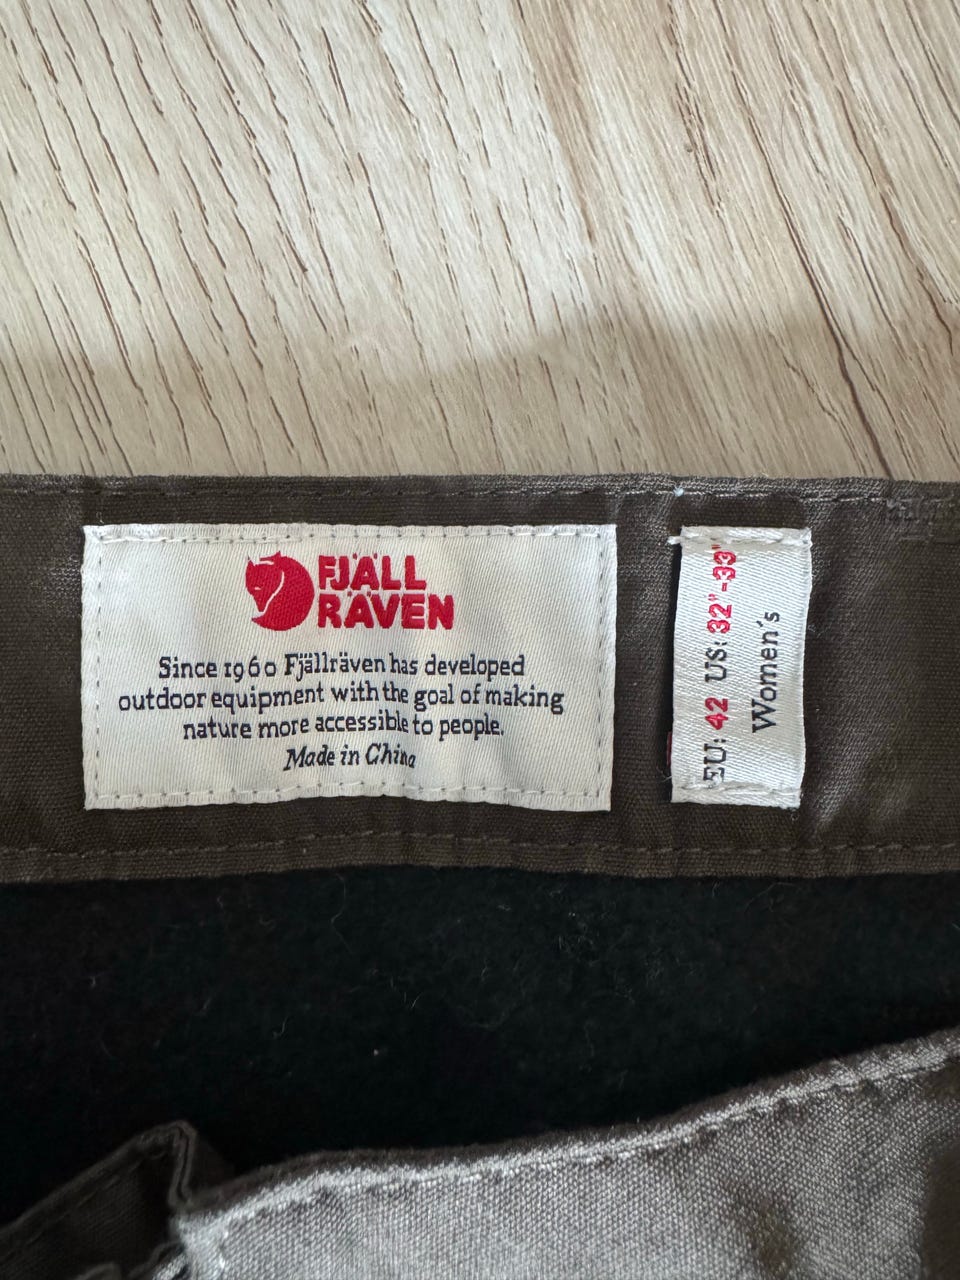 FJÄLL
RÄVEN
Since 1960 Fjällräven has developed
outdoor equipment with the goal of making
nature more accessible to people.
Made in China
EU: 42 US: 32"-33"
Women´s